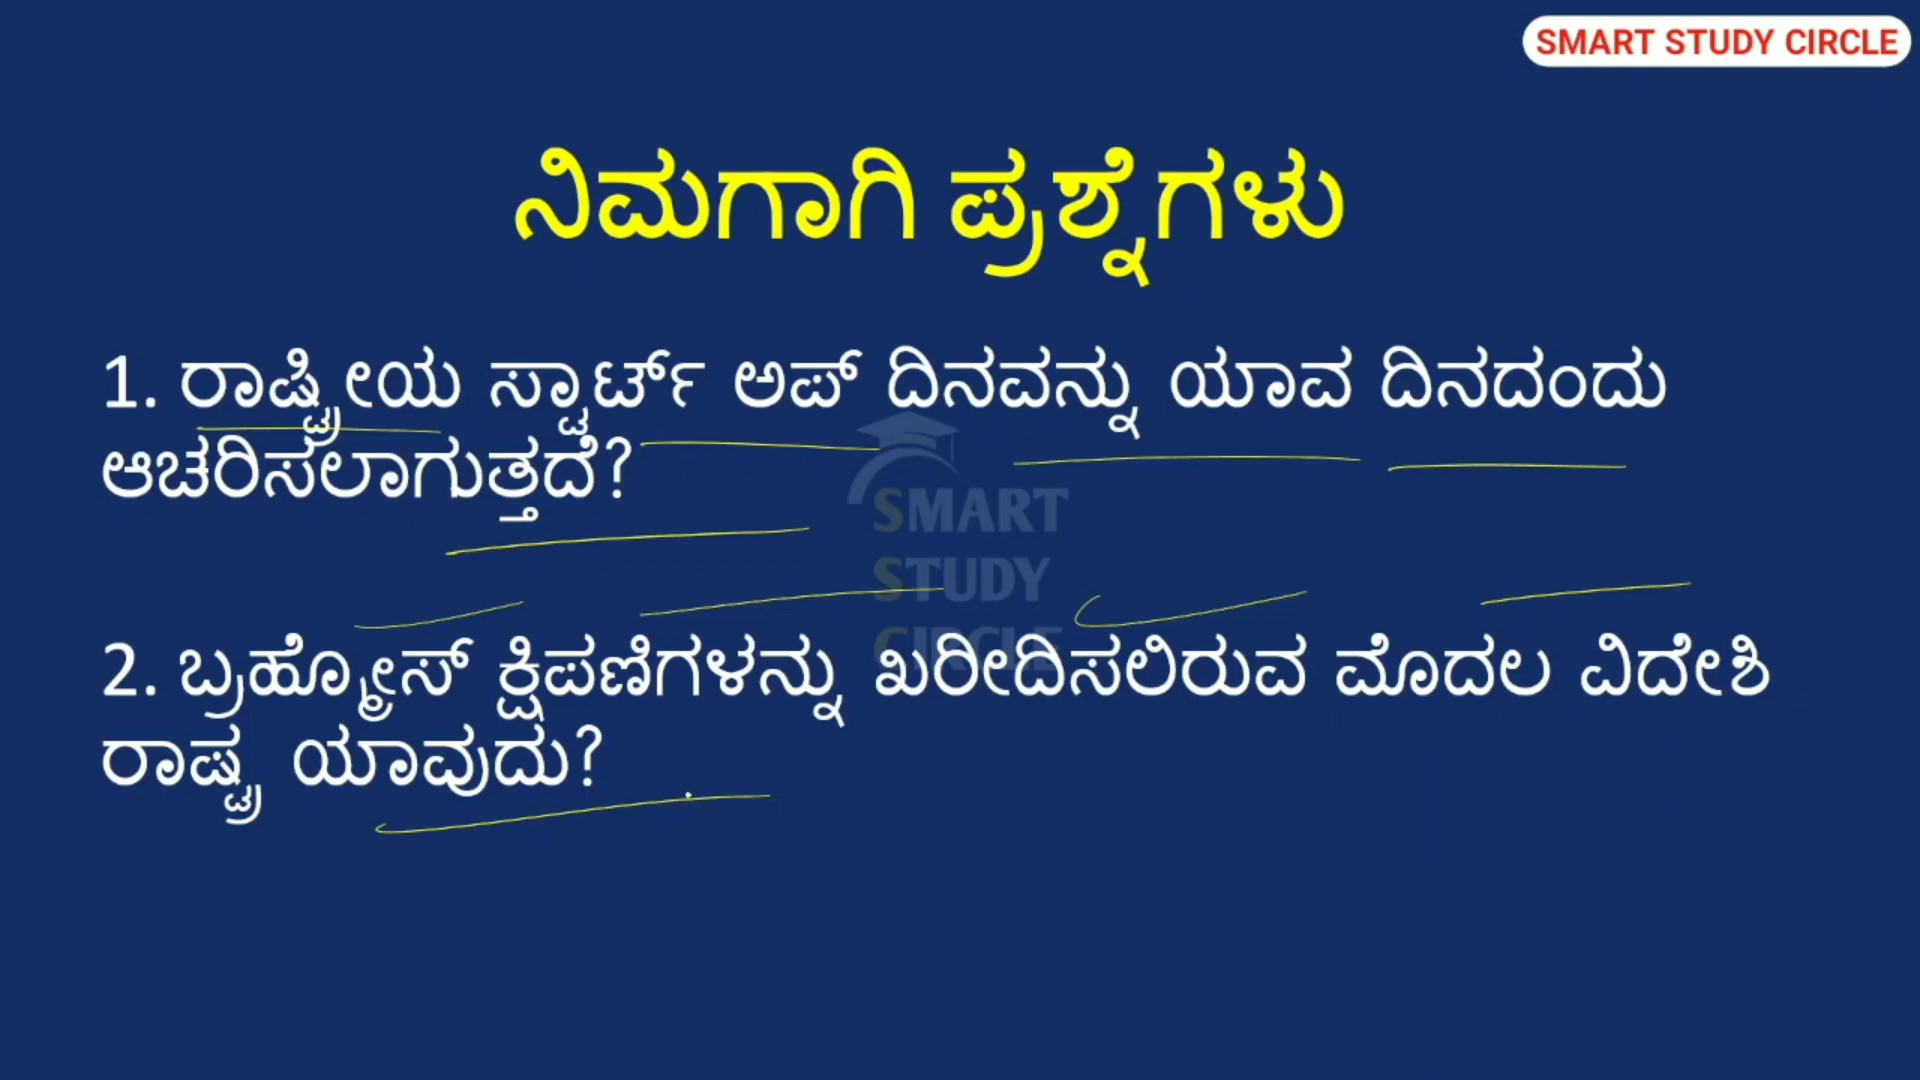 SMART STUDY CIRCLE
ನಿಮಗಾಗಿ ಪ್ರಶ್ನೆಗಳು
1. ರಾಷ್ಟ್ರೀಯ ಸ್ಟಾರ್ಟ್ ಅಪ್ ದಿನವನ್ನು ಯಾವ ದಿನದಂದು
ಆಚರಿಸಲಾಗುತ್ತದೆ?
SMART
STUDY
CIRCLE
2. ಬ್ರಹ್ಮೋಸ್ ಕ್ಷಿಪಣಿಗಳನ್ನು ಖರೀದಿಸಲಿರುವ ಮೊದಲ ವಿದೇಶಿ
ರಾಷ್ಟ್ರ ಯಾವುದು?